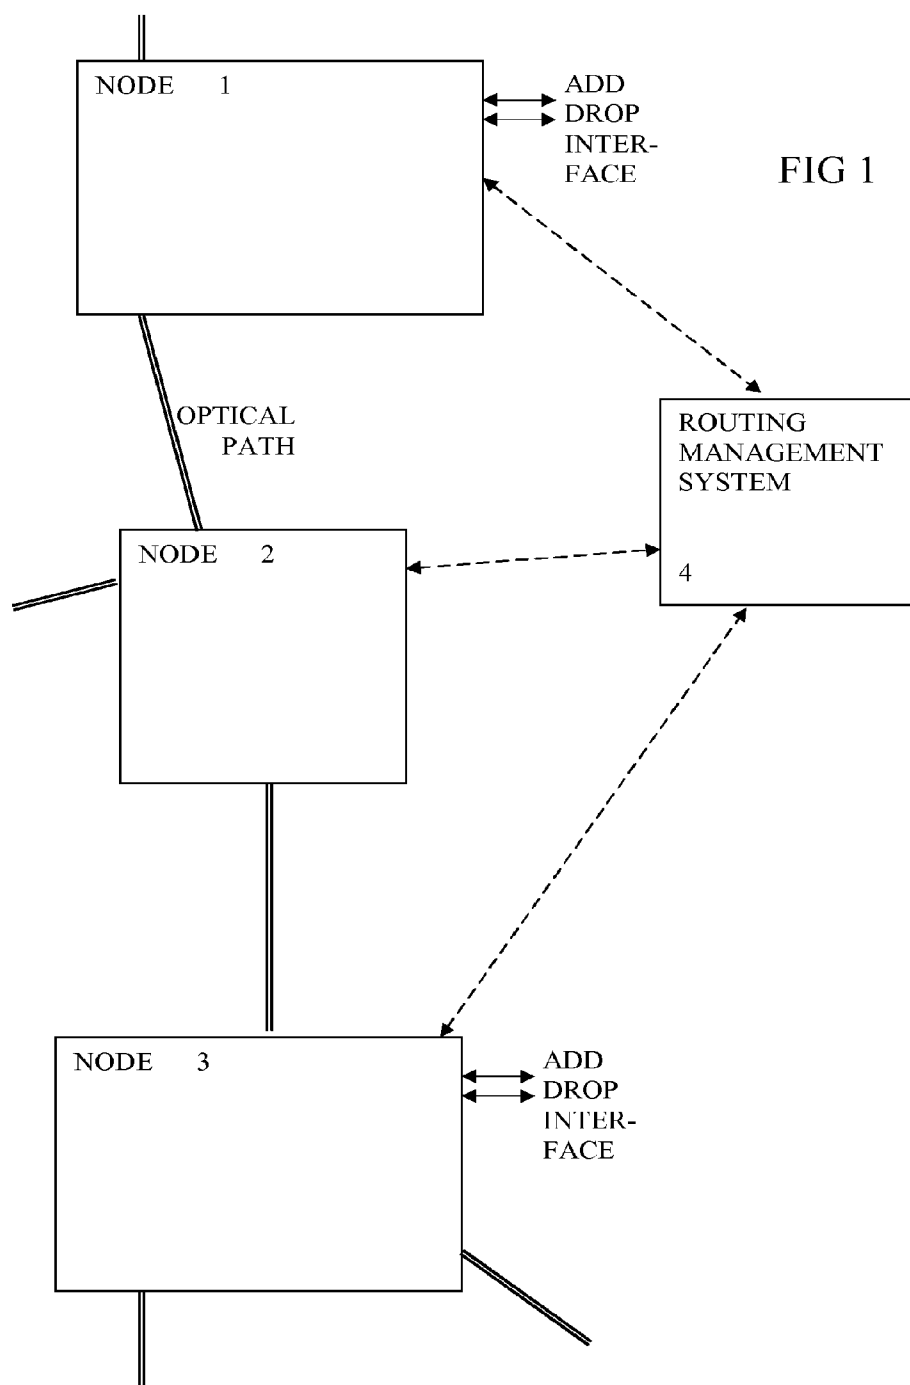 NODE 1
ADD
DROP
INTER-
FACE
FIG 1
OPTICAL
PATH
ROUTING
MANAGEMENT
SYSTEM
4
NODE 2
NODE 3
ADD
DROP
INTER-
FACE